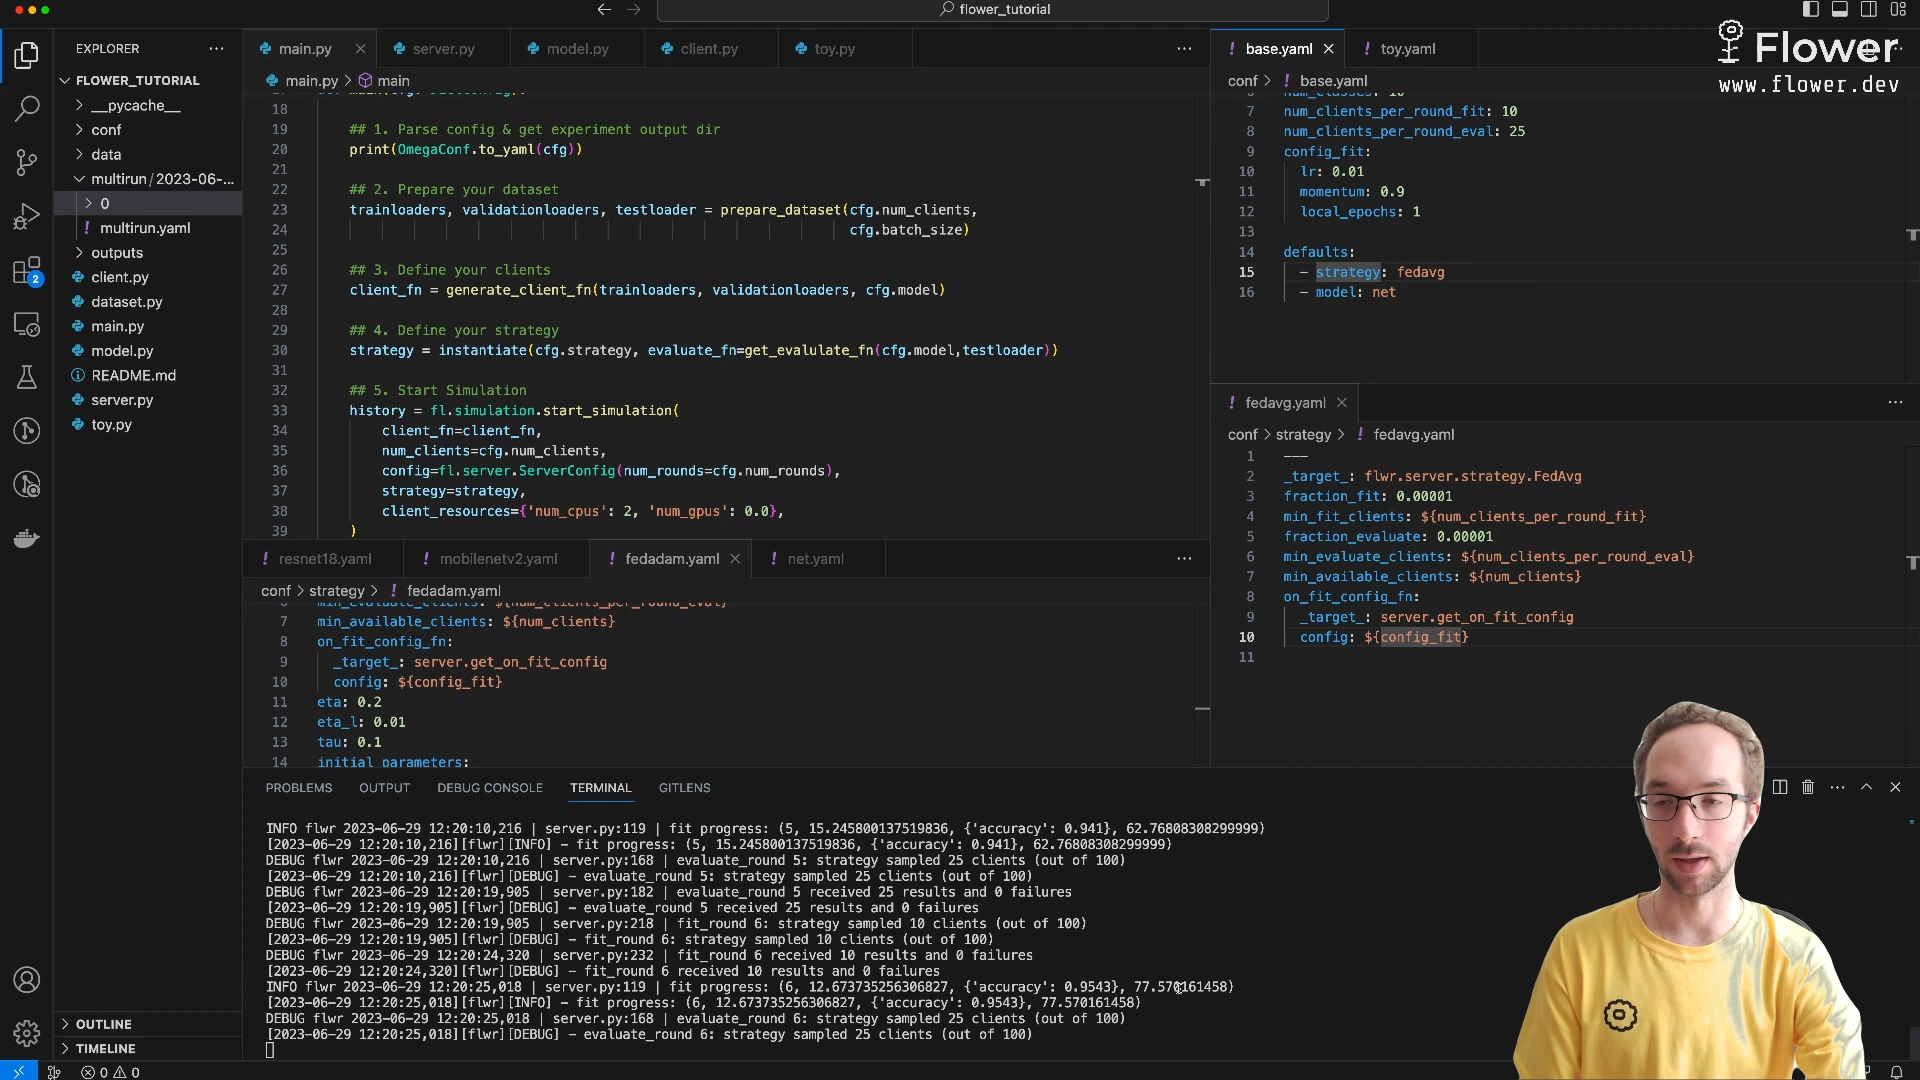 flower_tutorial
Flower
www.flower.dev
EXPLORER
FLOWER_TUTORIAL
__pycache__
conf
data
multirun/2023-06-...
0
! multirun.yaml
outputs
client.py
dataset.py
main.py
model.py
README.md
server.py
toy.py
OUTLINE
TIMELINE
2
main.py
server.py
model.py
client.py
toy.py
main.py > main
18
19 ## 1. Parse config & get experiment output dir
20 print(OmegaConf.to_yaml(cfg))
21
22 ## 2. Prepare your dataset
23 trainloaders, validationloaders, testloader = prepare_dataset(cfg.num_clients,
24 cfg.batch_size)
25
26 ## 3. Define your clients
27 client_fn = generate_client_fn(trainloaders, validationloaders, cfg.model)
28
29 ## 4. Define your strategy
30 strategy = instantiate(cfg.strategy, evaluate_fn=get_evalulate_fn(cfg.model,testloader))
31
32 ## 5. Start Simulation
33 history = fl.simulation.start_simulation(
34 client_fn=client_fn,
35 num_clients=cfg.num_clients,
36 config=fl.server.ServerConfig(num_rounds=cfg.num_rounds),
37 strategy=strategy,
38 client_resources={'num_cpus': 2, 'num_gpus': 0.0},
39 )
! base.yaml
! toy.yaml
conf > ! base.yaml
7 num_clients_per_round_fit: 10
8 num_clients_per_round_eval: 25
9 config_fit:
10 lr: 0.01
11 momentum: 0.9
12 local_epochs: 1
13
14 defaults:
15 - strategy: fedavg
16 - model: net
! fedavg.yaml
conf > strategy > ! fedavg.yaml
1 ---
2 _target_: flwr.server.strategy.FedAvg
3 fraction_fit: 0.00001
4 min_fit_clients: ${num_clients_per_round_fit}
5 fraction_evaluate: 0.00001
6 min_evaluate_clients: ${num_clients_per_round_eval}
7 min_available_clients: ${num_clients}
8 on_fit_config_fn:
9 _target_: server.get_on_fit_config
10 config: ${config_fit}
11
! resnet18.yaml
! mobilenetv2.yaml
! fedadam.yaml
! net.yaml
conf > strategy > ! fedadam.yaml
min_evaluate_clients: ${num_clients_per_round_eval}
7 min_available_clients: ${num_clients}
8 on_fit_config_fn:
9 _target_: server.get_on_fit_config
10 config: ${config_fit}
11 eta: 0.2
12 eta_l: 0.01
13 tau: 0.1
14 initial_parameters:
PROBLEMS
OUTPUT
DEBUG CONSOLE
TERMINAL
GITLENS
INFO flwr 2023-06-29 12:20:10,216 | server.py:119 | fit progress: (5, 15.245800137519836, {'accuracy': 0.941}, 62.76808308299999)
[2023-06-29 12:20:10,216][flwr][INFO] - fit progress: (5, 15.245800137519836, {'accuracy': 0.941}, 62.76808308299999)
DEBUG flwr 2023-06-29 12:20:10,216 | server.py:168 | evaluate_round 5: strategy sampled 25 clients (out of 100)
[2023-06-29 12:20:10,216][flwr][DEBUG] - evaluate_round 5: strategy sampled 25 clients (out of 100)
DEBUG flwr 2023-06-29 12:20:19,905 | server.py:182 | evaluate_round 5 received 25 results and 0 failures
[2023-06-29 12:20:19,905][flwr][DEBUG] - evaluate_round 5 received 25 results and 0 failures
DEBUG flwr 2023-06-29 12:20:19,905 | server.py:218 | fit_round 6: strategy sampled 10 clients (out of 100)
[2023-06-29 12:20:19,905][flwr][DEBUG] - fit_round 6: strategy sampled 10 clients (out of 100)
DEBUG flwr 2023-06-29 12:20:24,320 | server.py:232 | fit_round 6 received 10 results and 0 failures
[2023-06-29 12:20:24,320][flwr][DEBUG] - fit_round 6 received 10 results and 0 failures
INFO flwr 2023-06-29 12:20:25,018 | server.py:119 | fit progress: (6, 12.673735256306827, {'accuracy': 0.9543}, 77.570161458)
[2023-06-29 12:20:25,018][flwr][INFO] - fit progress: (6, 12.673735256306827, {'accuracy': 0.9543}, 77.570161458)
DEBUG flwr 2023-06-29 12:20:25,018 | server.py:168 | evaluate_round 6: strategy sampled 25 clients (out of 100)
[2023-06-29 12:20:25,018][flwr][DEBUG] - evaluate_round 6: strategy sampled 25 clients (out of 100)
0 0